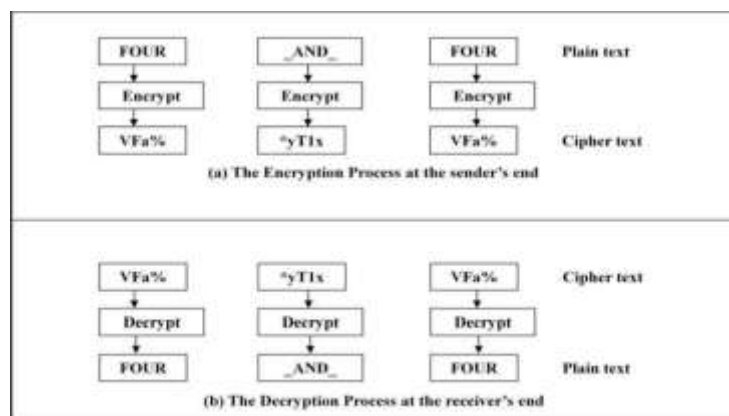 FOUR _AND_ FOUR Plain text
Encrypt Encrypt Encrypt
VFa% *yT1x VFa% Cipher text
(a) The Encryption Process at the sender's end
VFa% *yT1x VFa% Cipher text
Decrypt Decrypt Decrypt
FOUR _AND_ FOUR Plain text
(b) The Decryption Process at the receiver's end